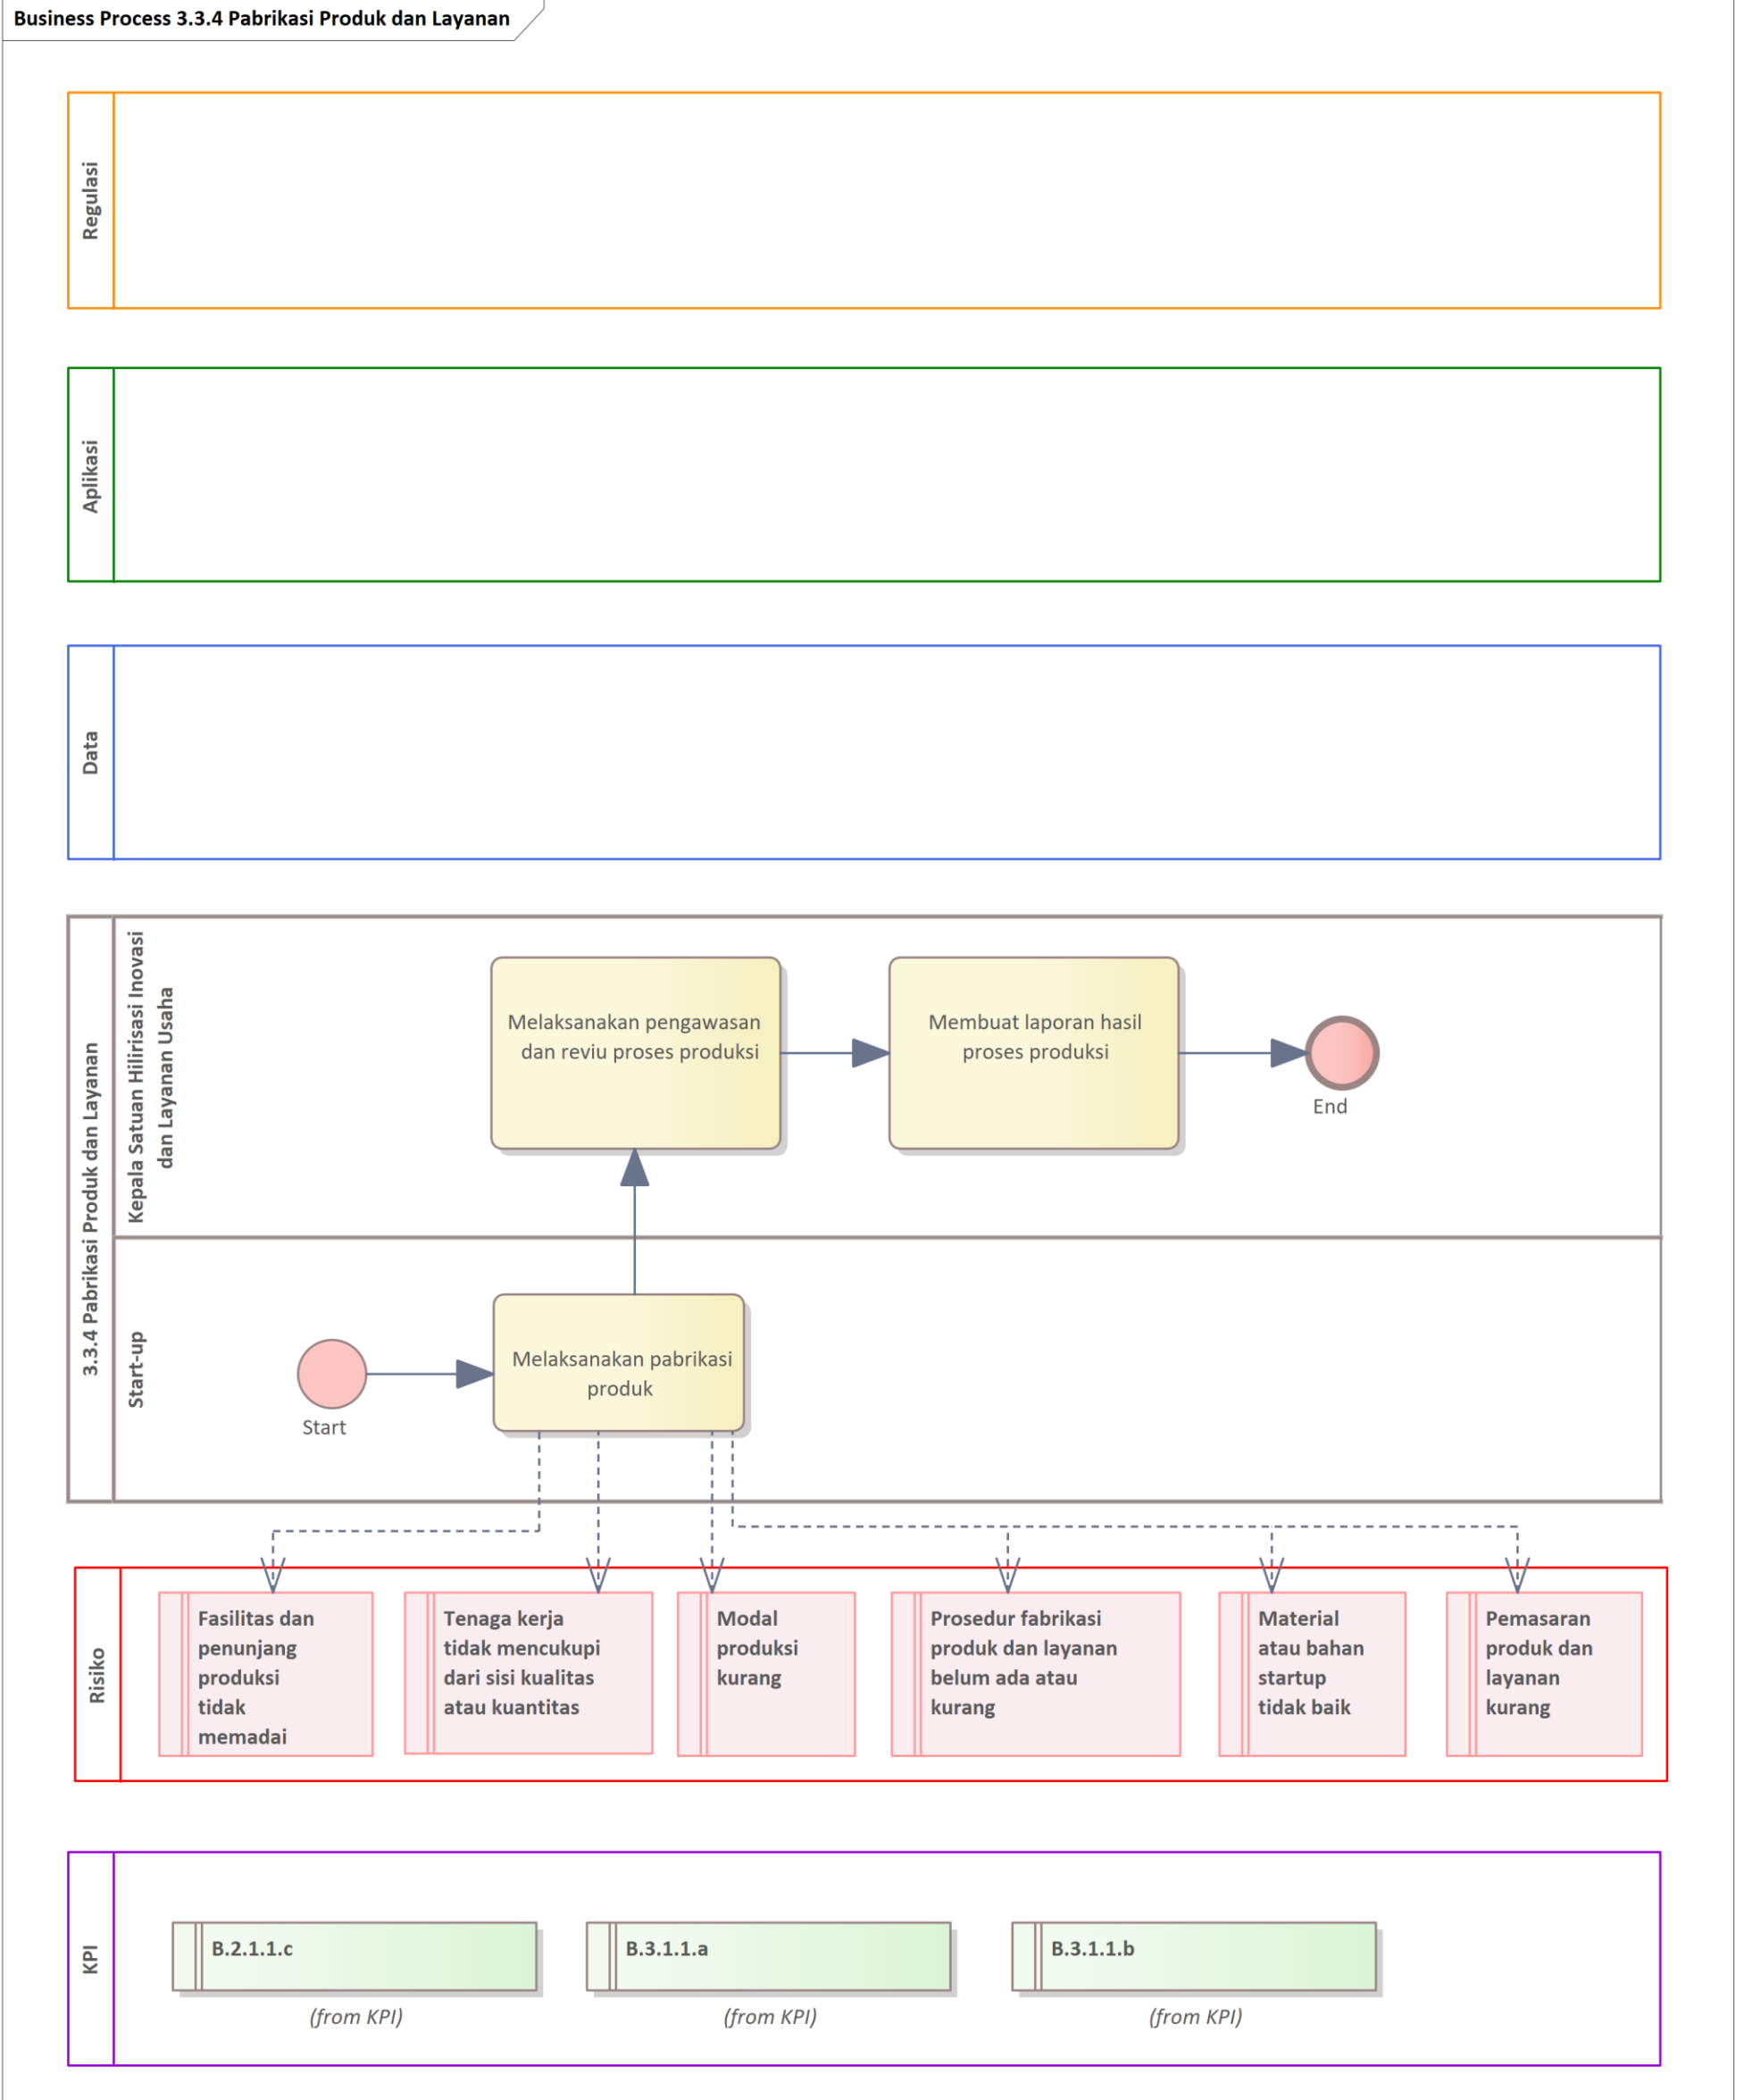 Business Process 3.3.4 Pabrikasi Produk dan Layanan
Regulasi
Aplikasi
Data
3.3.4 Pabrikasi Produk dan Layanan
Kepala Satuan Hilirisasi Inovasi
dan Layanan Usaha
Melaksanakan pengawasan
dan reviu proses produksi
Membuat laporan hasil
proses produksi
End
Start-up
Start
Melaksanakan pabrikasi
produk
Risiko
Fasilitas dan
penunjang
produksi
tidak
memadai
Tenaga kerja
tidak mencukupi
dari sisi kualitas
atau kuantitas
Modal
produksi
kurang
Prosedur fabrikasi
produk dan layanan
belum ada atau
kurang
Material
atau bahan
startup
tidak baik
Pemasaran
produk dan
layanan
kurang
KPI
B.2.1.1.c
(from KPI)
B.3.1.1.a
(from KPI)
B.3.1.1.b
(from KPI)